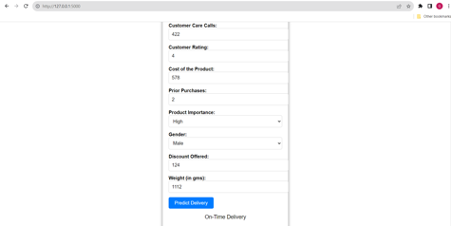 http://127.0.0.1:5000
Other Bookmarks
Customer Care Calls:
422
Customer Rating:
4
Cost of the Product:
578
Prior Purchases:
2
Product Importance:
High
Gender:
Male
Discount Offered:
124
Weight (in gms):
1112
Predict Delivery
On-Time Delivery